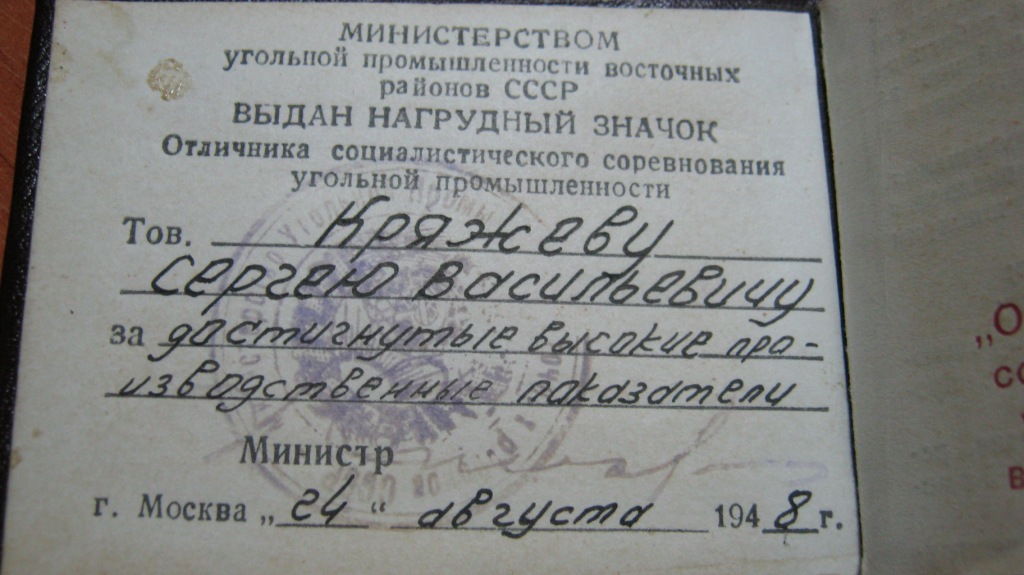 МИНИСТЕРСТВОМ
угольной промышленности восточных
районов СССР
ВЫДАН НАГРУДНЫЙ ЗНАЧОК
Отличника социалистического соревнования
угольной промышленности
Тов. Кряжеву
Сергею Васильевичу
за достигнутые высокие про-
изводственные показатели
Министр
г. Москва „24“ августа 1948 г.